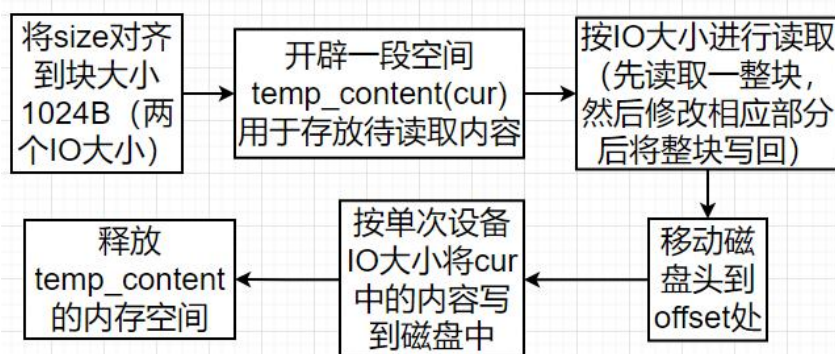 将size对齐
到块大小
1024B（两
个IO大小）
开辟一段空间
temp_content(cur)
用于存放待读取内容
按IO大小进行读取
（先读取一整块，
然后修改相应部分
后将整块写回）
移动磁
盘头到
offset处
按单次设备
IO大小将cur
中的内容写
到磁盘中
释放
temp_content
的内存空间